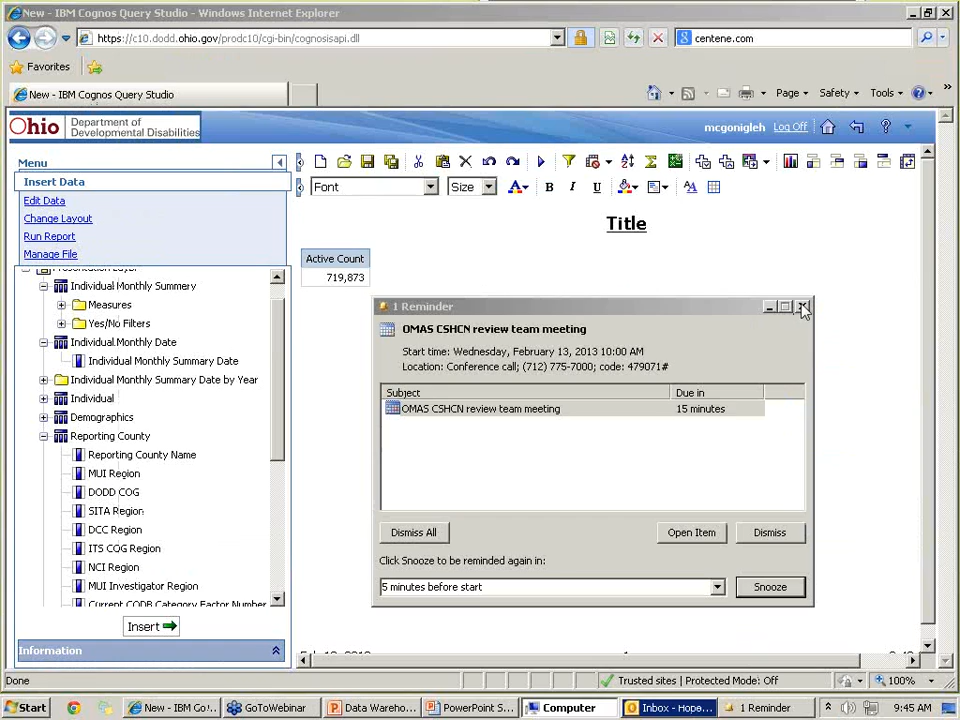 New - IBM Cognos Query Studio - Windows Internet Explorer
https://c10.dodd.ohio.gov/prodc10/cgi-bin/cognosisapi.dll
centene.com
Favorites
New - IBM Cognos Query Studio
Page
Safety
Tools
Ohio
Department of
Developmental Disabilities
mcgonigleh
Log Off
Menu
Insert Data
Edit Data
Change Layout
Run Report
Manage File
Font
Size
Title
Active Count
719,873
Individual Monthly Summery
Measures
Yes/No Filters
Individual Monthly Date
Individual Monthly Summary Date
Individual Monthly Summary Date by Year
Individual
Demographics
Reporting County
Reporting County Name
MUI Region
DODD COG
SITA Region
DCC Region
ITS COG Region
NCI Region
MUI Investigator Region
Current CODB Category Factor Number
Insert
Information
1 Reminder
OMAS CSHCN review team meeting
Start time: Wednesday, February 13, 2013 10:00 AM
Location: Conference call; (712) 775-7000; code: 479071#
Subject Due in
OMAS CSHCN review team meeting 15 minutes
Dismiss All
Open Item
Dismiss
Click Snooze to be reminded again in:
5 minutes before start
Snooze
Done
Trusted sites | Protected Mode: Off
100%
Start
New - IBM Co...
GoToWebinar
Data Wareho...
PowerPoint S...
Computer
Inbox - Hope...
1 Reminder
9:45 AM